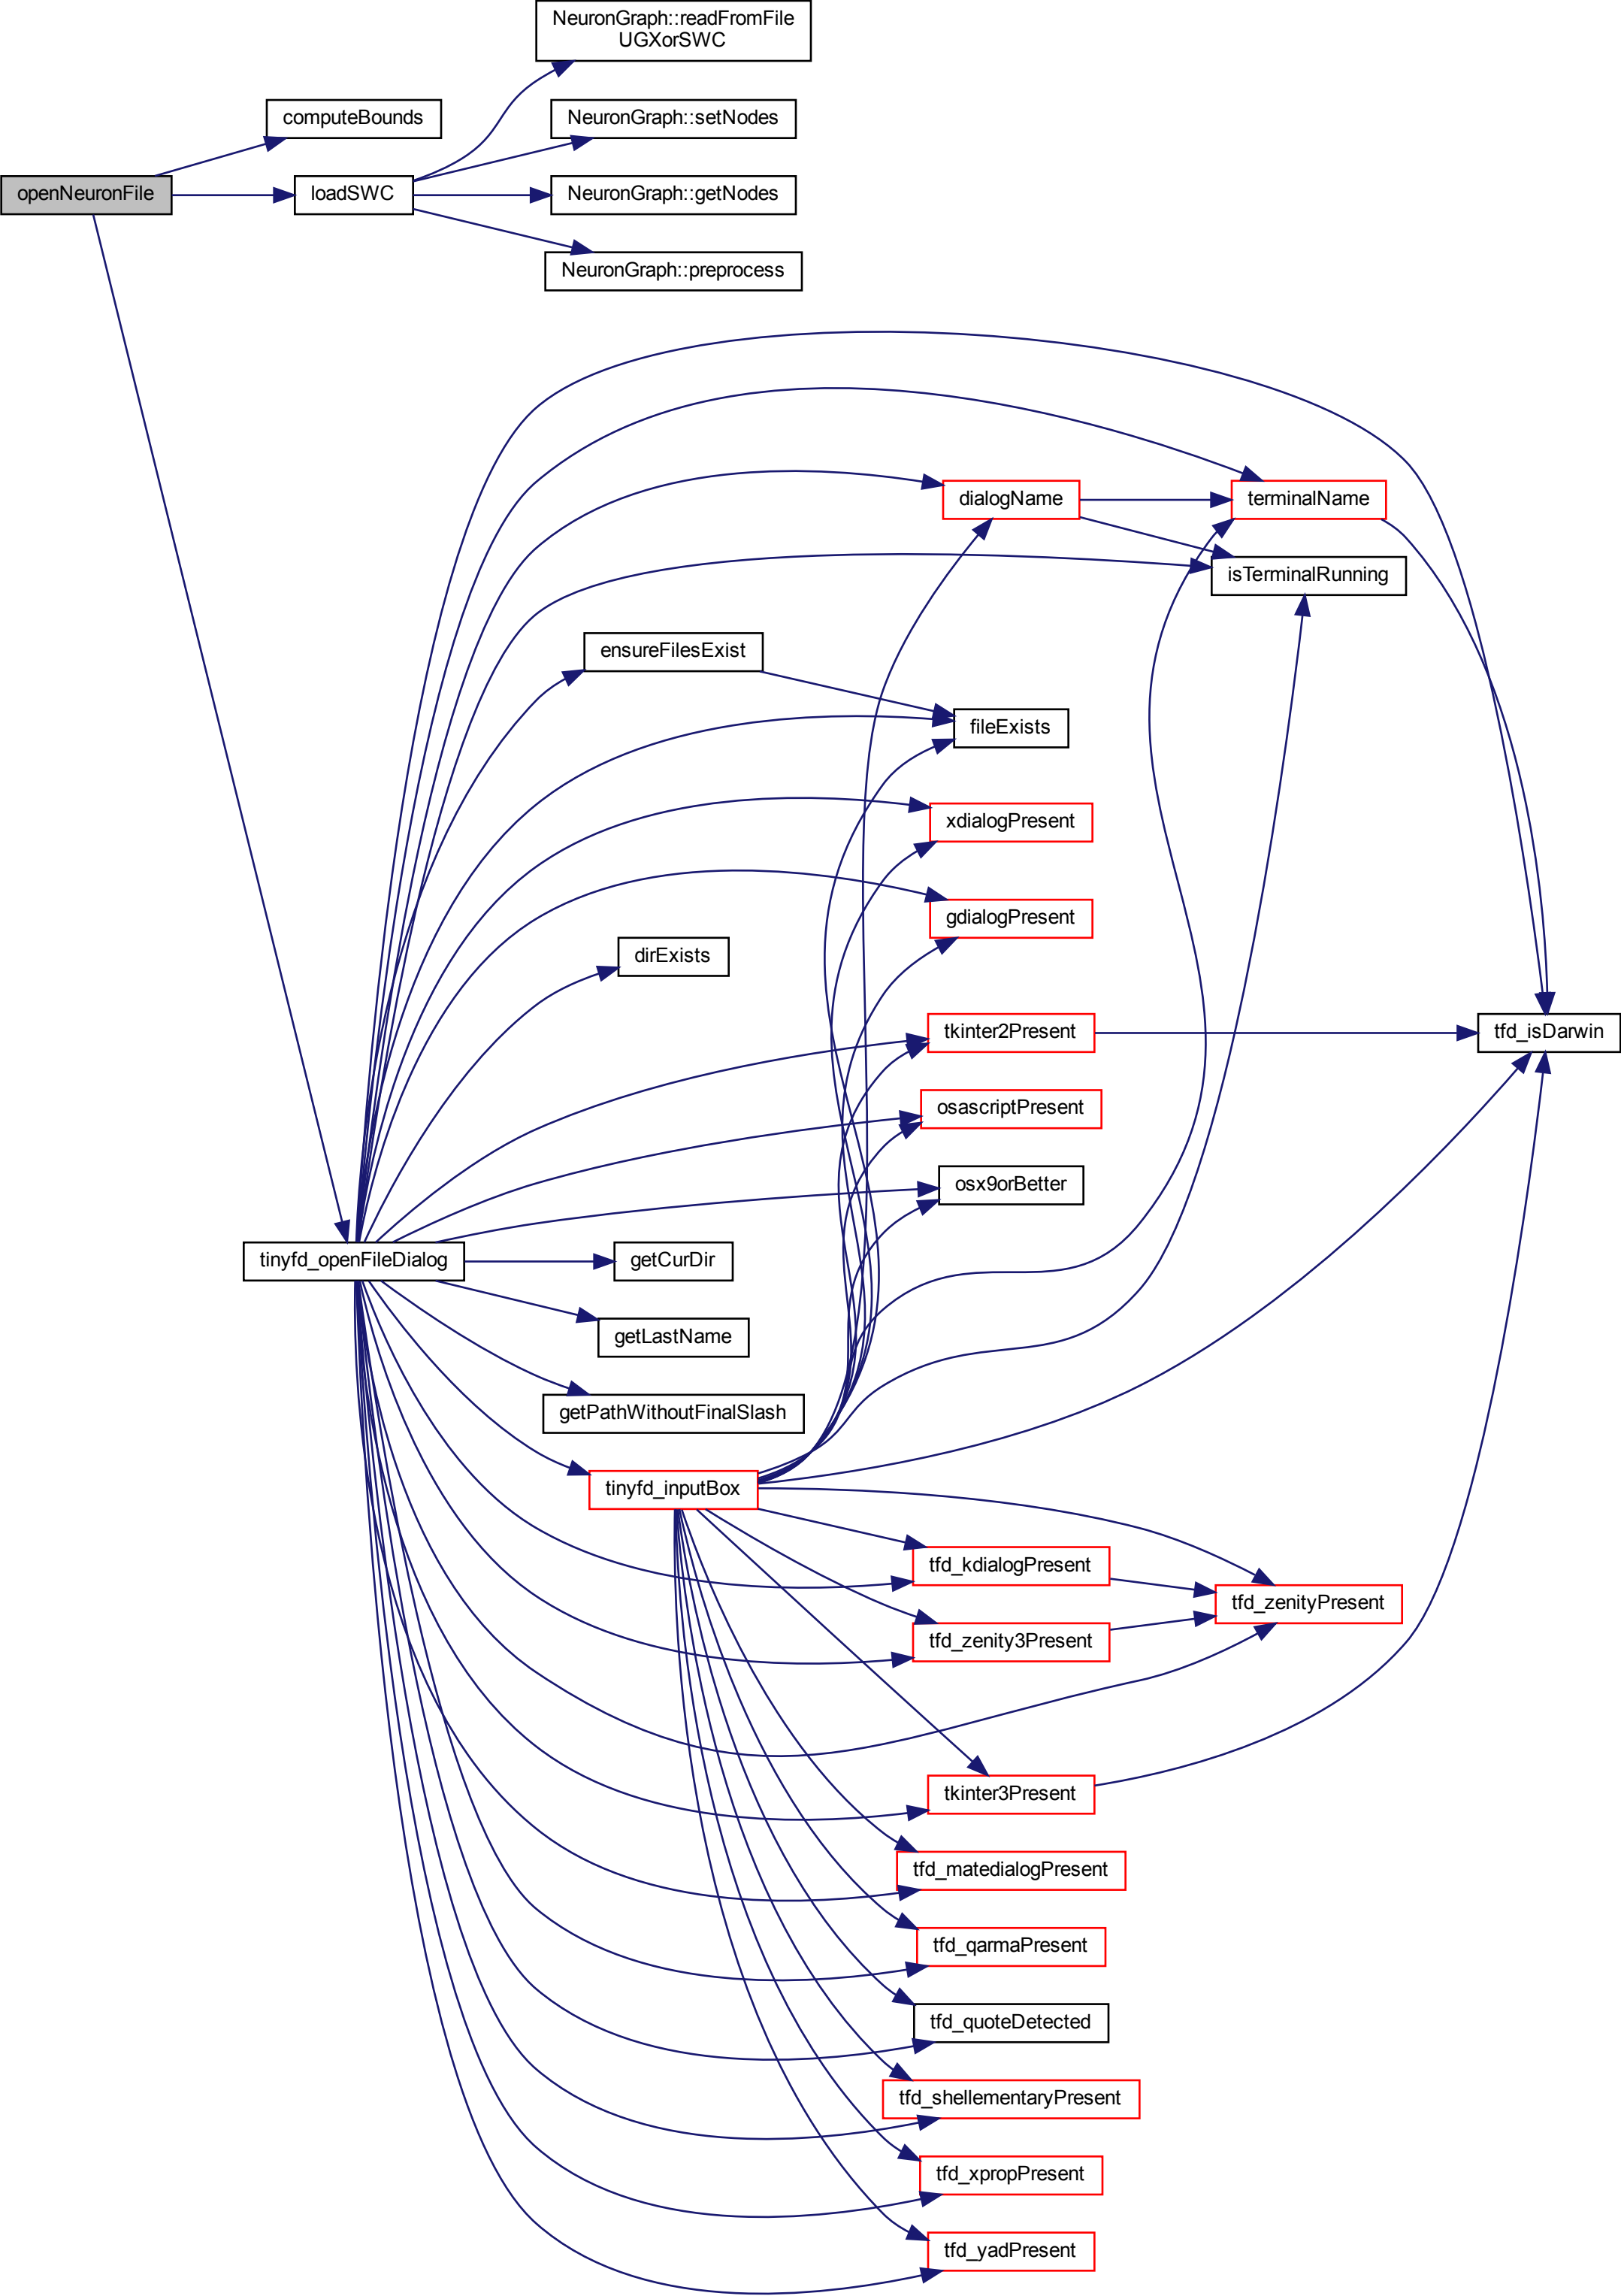 NeuronGraph::readFromFile
UGXorSWC
computeBounds
NeuronGraph::setNodes
openNeuronFile
loadSWC
NeuronGraph::getNodes
NeuronGraph::preprocess
dialogName
terminalName
isTerminalRunning
ensureFilesExist
fileExists
xdialogPresent
gdialogPresent
dirExists
tkinter2Present
tfd_isDarwin
osascriptPresent
osx9orBetter
tinyfd_openFileDialog
getCurDir
getLastName
getPathWithoutFinalSlash
tinyfd_inputBox
tfd_kdialogPresent
tfd_zenityPresent
tfd_zenity3Present
tkinter3Present
tfd_matedialogPresent
tfd_qarmaPresent
tfd_quoteDetected
tfd_shellementaryPresent
tfd_xpropPresent
tfd_yadPresent